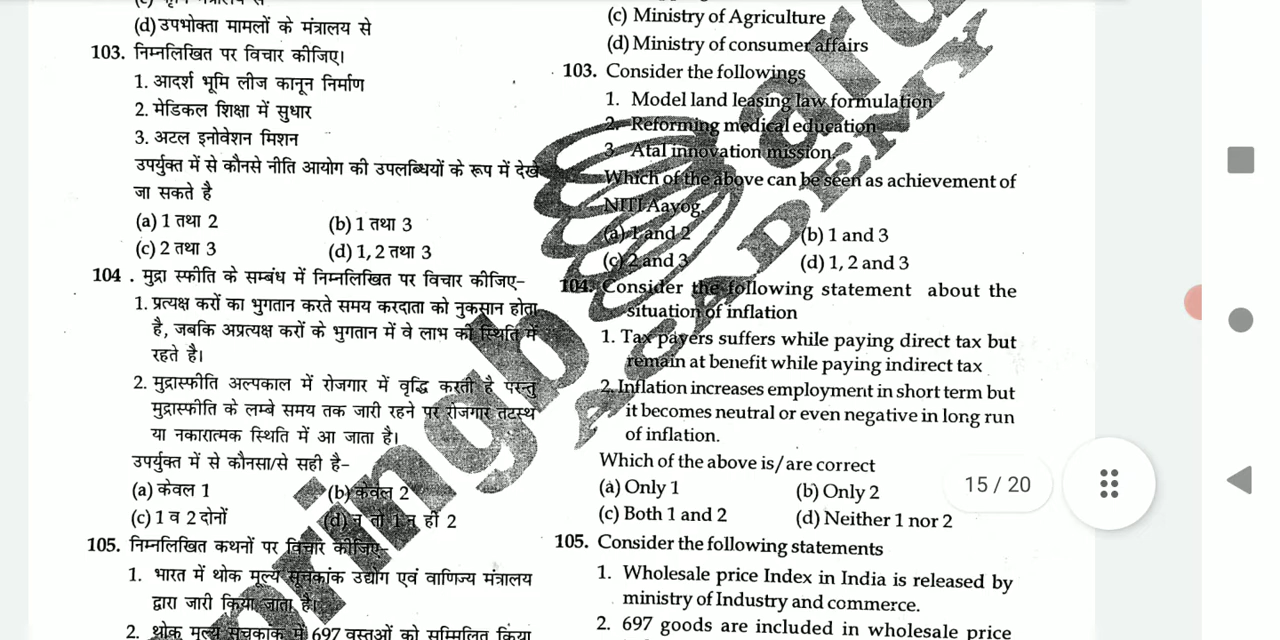 (d) उपभोक्ता मामलों के मंत्रालय से
103. निम्नलिखित पर विचार कीजिए।
1. आदर्श भूमि लीज कानून निर्माण
2. मेडिकल शिक्षा में सुधार
3. अटल इनोवेशन मिशन
उपर्युक्त में से कौनसे नीति आयोग की उपलब्धियों के रूप में देखे
जा सकते है
(a) 1 तथा 2 (b) 1 तथा 3
(c) 2 तथा 3 (d) 1, 2 तथा 3
104 . मुद्रा स्फीति के सम्बंध में निम्नलिखित पर विचार कीजिए–
1. प्रत्यक्ष करों का भुगतान करते समय करदाता को नुकसान होता
है, जबकि अप्रत्यक्ष करों के भुगतान में वे लाभ की स्थिति में
रहते है।
2. मुद्रास्फीति अल्पकाल में रोजगार में वृद्धि करती है परन्तु
मुद्रास्फीति के लम्बे समय तक जारी रहने पर रोजगार तटस्थ
या नकारात्मक स्थिति में आ जाता है।
उपर्युक्त में से कौनसा/से सही है–
(a) केवल 1 (b) केवल 2
(c) 1 व 2 दोनों (d) न तो 1 न ही 2
105. निम्नलिखित कथनों पर विचार कीजिए–
1. भारत में थोक मूल्य सूचकांक उद्योग एवं वाणिज्य मंत्रालय
द्वारा जारी किया जाता है।
2. थोक मूल्य सूचकांक में 697 वस्तुओं को सम्मिलित किया
(c) Ministry of Agriculture
(d) Ministry of consumer affairs
103. Consider the followings
1. Model land leasing law formulation
2. Reforming medical education
3. Atal innovation mission.
Which of the above can be seen as achievement of
NITI Aayog.
(a) 1 and 2 (b) 1 and 3
(c) 2 and 3 (d) 1, 2 and 3
104. Consider the following statement about the
situation of inflation
1. Tax payers suffers while paying direct tax but
remain at benefit while paying indirect tax
2. Inflation increases employment in short term but
it becomes neutral or even negative in long run
of inflation.
Which of the above is/are correct
(a) Only 1 (b) Only 2
(c) Both 1 and 2 (d) Neither 1 nor 2
105. Consider the following statements
1. Wholesale price Index in India is released by
ministry of Industry and commerce.
2. 697 goods are included in wholesale price
15 / 20
ACADEMY